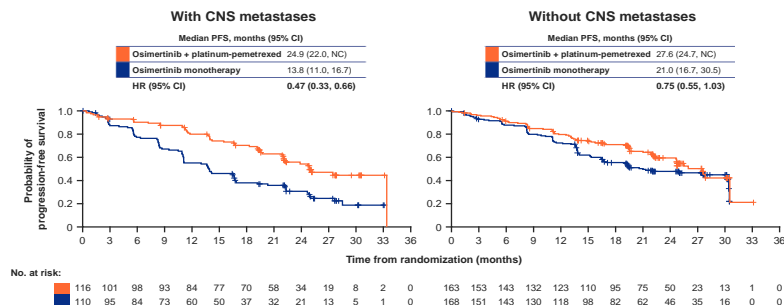 With CNS metastases
Median PFS, months (95% CI)
Osimertinib + platinum-pemetrexed 24.9 (22.0, NC)
Osimertinib monotherapy 13.8 (11.0, 16.7)
HR (95% CI) 0.47 (0.33, 0.66)
Without CNS metastases
Median PFS, months (95% CI)
Osimertinib + platinum-pemetrexed 27.6 (24.7, NC)
Osimertinib monotherapy 21.0 (16.7, 30.5)
HR (95% CI) 0.75 (0.55, 1.03)
Probability of
progression-free survival
1.0
0.8
0.6
0.4
0.2
0
0 3 6 9 12 15 18 21 24 27 30 33 36
1.0
0.8
0.6
0.4
0.2
0
0 3 6 9 12 15 18 21 24 27 30 33 36
Time from randomization (months)
No. at risk:
116 101 98 93 84 77 70 58 34 19 8 2 0
110 95 84 73 60 50 37 32 21 13 5 1 0
163 153 143 132 123 110 95 75 50 23 13 1 0
168 151 143 130 118 98 82 62 46 35 16 0 0